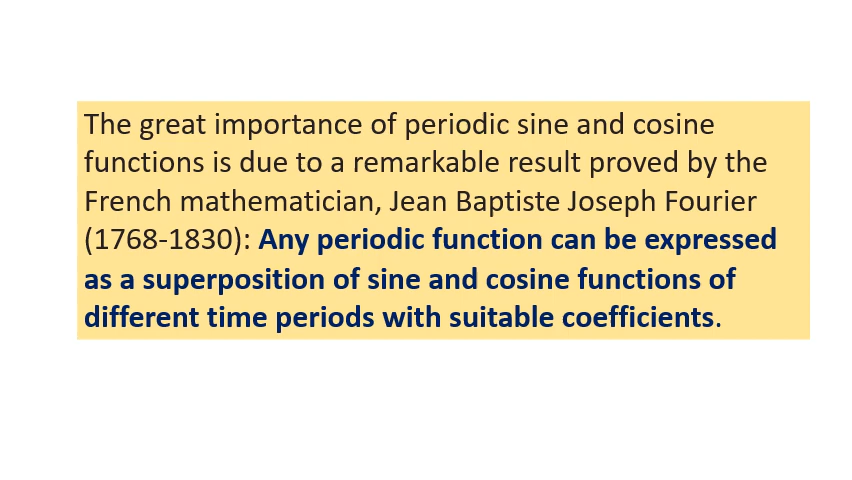 The great importance of periodic sine and cosine
functions is due to a remarkable result proved by the
French mathematician, Jean Baptiste Joseph Fourier
(1768-1830): Any periodic function can be expressed
as a superposition of sine and cosine functions of
different time periods with suitable coefficients.